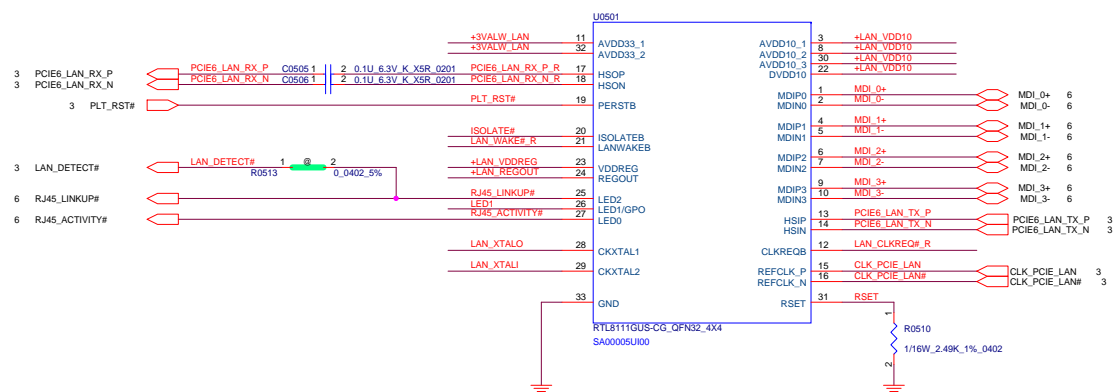 U0501
+3VALW_LAN 11 AVDD33_1 AVDD10_1 3 +LAN_VDD10
+3VALW_LAN 32 AVDD33_2 AVDD10_2 8 +LAN_VDD10
AVDD10_3 30 +LAN_VDD10
DVDD10 22 +LAN_VDD10
3 PCIE6_LAN_RX_P PCIE6_LAN_RX_P C0505 1 2 0.1U_6.3V_K_X5R_0201 PCIE6_LAN_RX_P_R 17 HSOP
3 PCIE6_LAN_RX_N PCIE6_LAN_RX_N C0506 1 2 0.1U_6.3V_K_X5R_0201 PCIE6_LAN_RX_N_R 18 HSON
MDIP0 1 MDI_0+ MDI_0+ 6
MDIN0 2 MDI_0- MDI_0- 6
3 PLT_RST# PLT_RST# 19 PERSTB
MDIP1 4 MDI_1+ MDI_1+ 6
MDIN1 5 MDI_1- MDI_1- 6
ISOLATE# 20 ISOLATEB
LAN_WAKE#_R 21 LANWAKEB
MDIP2 6 MDI_2+ MDI_2+ 6
MDIN2 7 MDI_2- MDI_2- 6
3 LAN_DETECT# LAN_DETECT# 1 @ 2
R0513 0_0402_5%
+LAN_VDDREG 23 VDDREG
+LAN_REGOUT 24 REGOUT
MDIP3 9 MDI_3+ MDI_3+ 6
MDIN3 10 MDI_3- MDI_3- 6
6 RJ45_LINKUP# RJ45_LINKUP# 25 LED2
LED1 26 LED1/GPO
6 RJ45_ACTIVITY# RJ45_ACTIVITY# 27 LED0
HSIP 13 PCIE6_LAN_TX_P PCIE6_LAN_TX_P 3
HSIN 14 PCIE6_LAN_TX_N PCIE6_LAN_TX_N 3
LAN_XTALO 28 CKXTAL1 CLKREQB 12 LAN_CLKREQ#_R
LAN_XTALI 29 CKXTAL2 REFCLK_P 15 CLK_PCIE_LAN CLK_PCIE_LAN 3
REFCLK_N 16 CLK_PCIE_LAN# CLK_PCIE_LAN# 3
33 GND RSET 31 RSET
1
R0510
1/16W_2.49K_1%_0402
2
RTL8111GUS-CG_QFN32_4X4
SA00005UI00